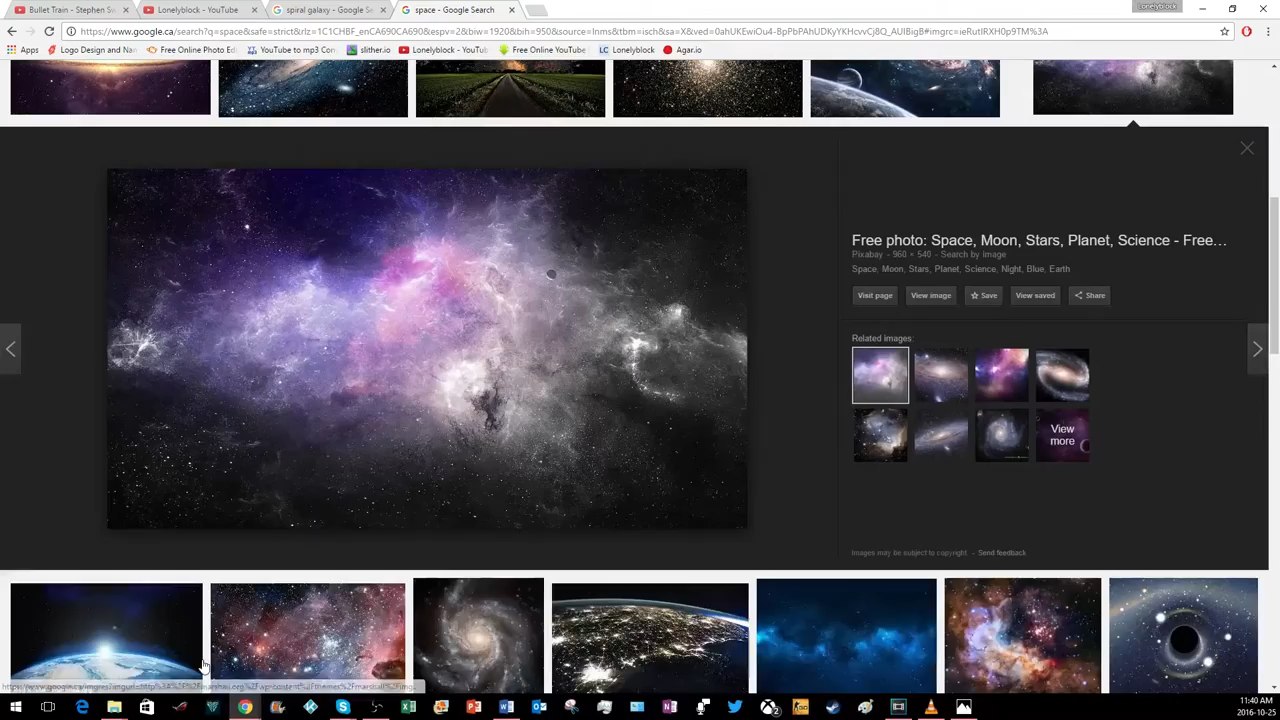 Bullet Train - Stephen Sw
Lonelyblock - YouTube
spiral galaxy - Google Se
space - Google Search
Lonelyblock
https://www.google.ca/search?q=space&safe=strict&rlz=1C1CHBF_enCA690CA690&espv=2&biw=1920&bih=950&source=lnms&tbm=isch&sa=X&ved=0ahUKEwiOu4-BpPbPAhUDKyYKHcvvCj8Q_AUIBigB#imgrc=ieRutIRXH0p9TM%3A
Apps
Logo Design and Nan
Free Online Photo Ed
YouTube to mp3 Con
slither.io
Lonelyblock - YouTu
Free Online YouTube
Lonelyblock
Agar.io
Free photo: Space, Moon, Stars, Planet, Science - Free...
Pixabay - 960 × 540 - Search by image
Space, Moon, Stars, Planet, Science, Night, Blue, Earth
Visit page
View image
Save
View saved
Share
Related images:
View
more
Images may be subject to copyright. - Send feedback
11:40 AM
2016-10-25